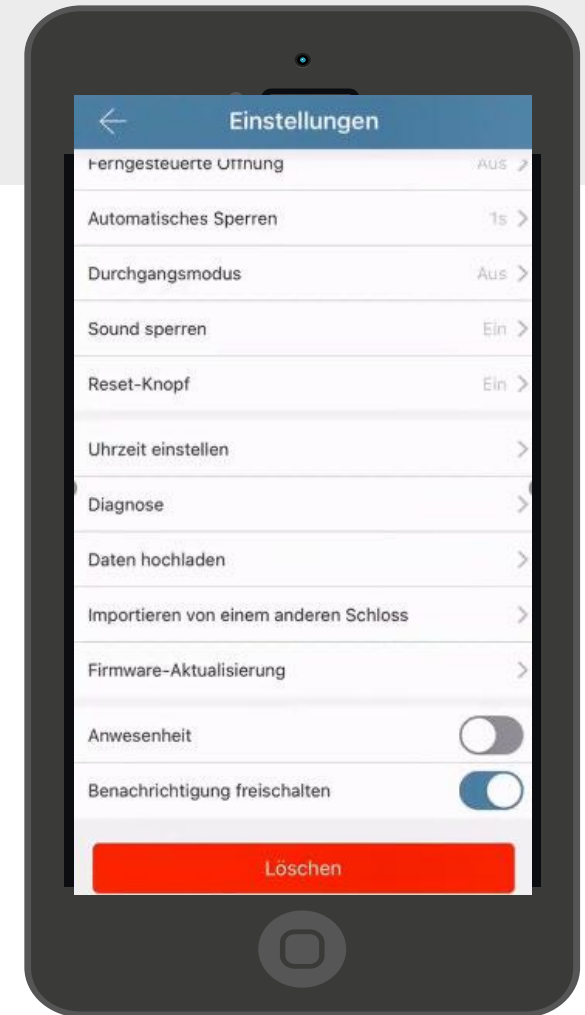 Einstellungen
Ferngesteuerte Öffnung Aus
Automatisches Sperren 1s
Durchgangsmodus Aus
Sound sperren Ein
Reset-Knopf Ein
Uhrzeit einstellen
Diagnose
Daten hochladen
Importieren von einem anderen Schloss
Firmware-Aktualisierung
Anwesenheit
Benachrichtigung freischalten
Löschen